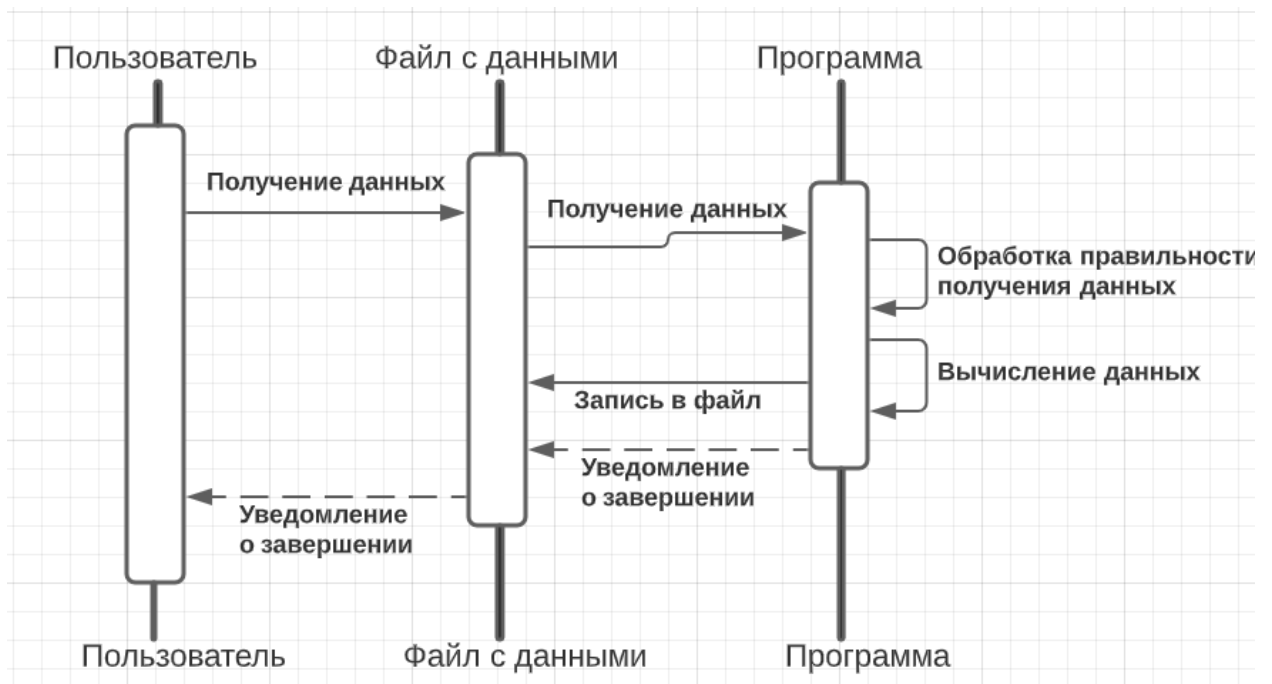 Пользователь
Файл с данными
Программа
Получение данных
Получение данных
Обработка правильности
получения данных
Вычисление данных
Запись в файл
Уведомление
о завершении
Уведомление
о завершении
Пользователь
Файл с данными
Программа